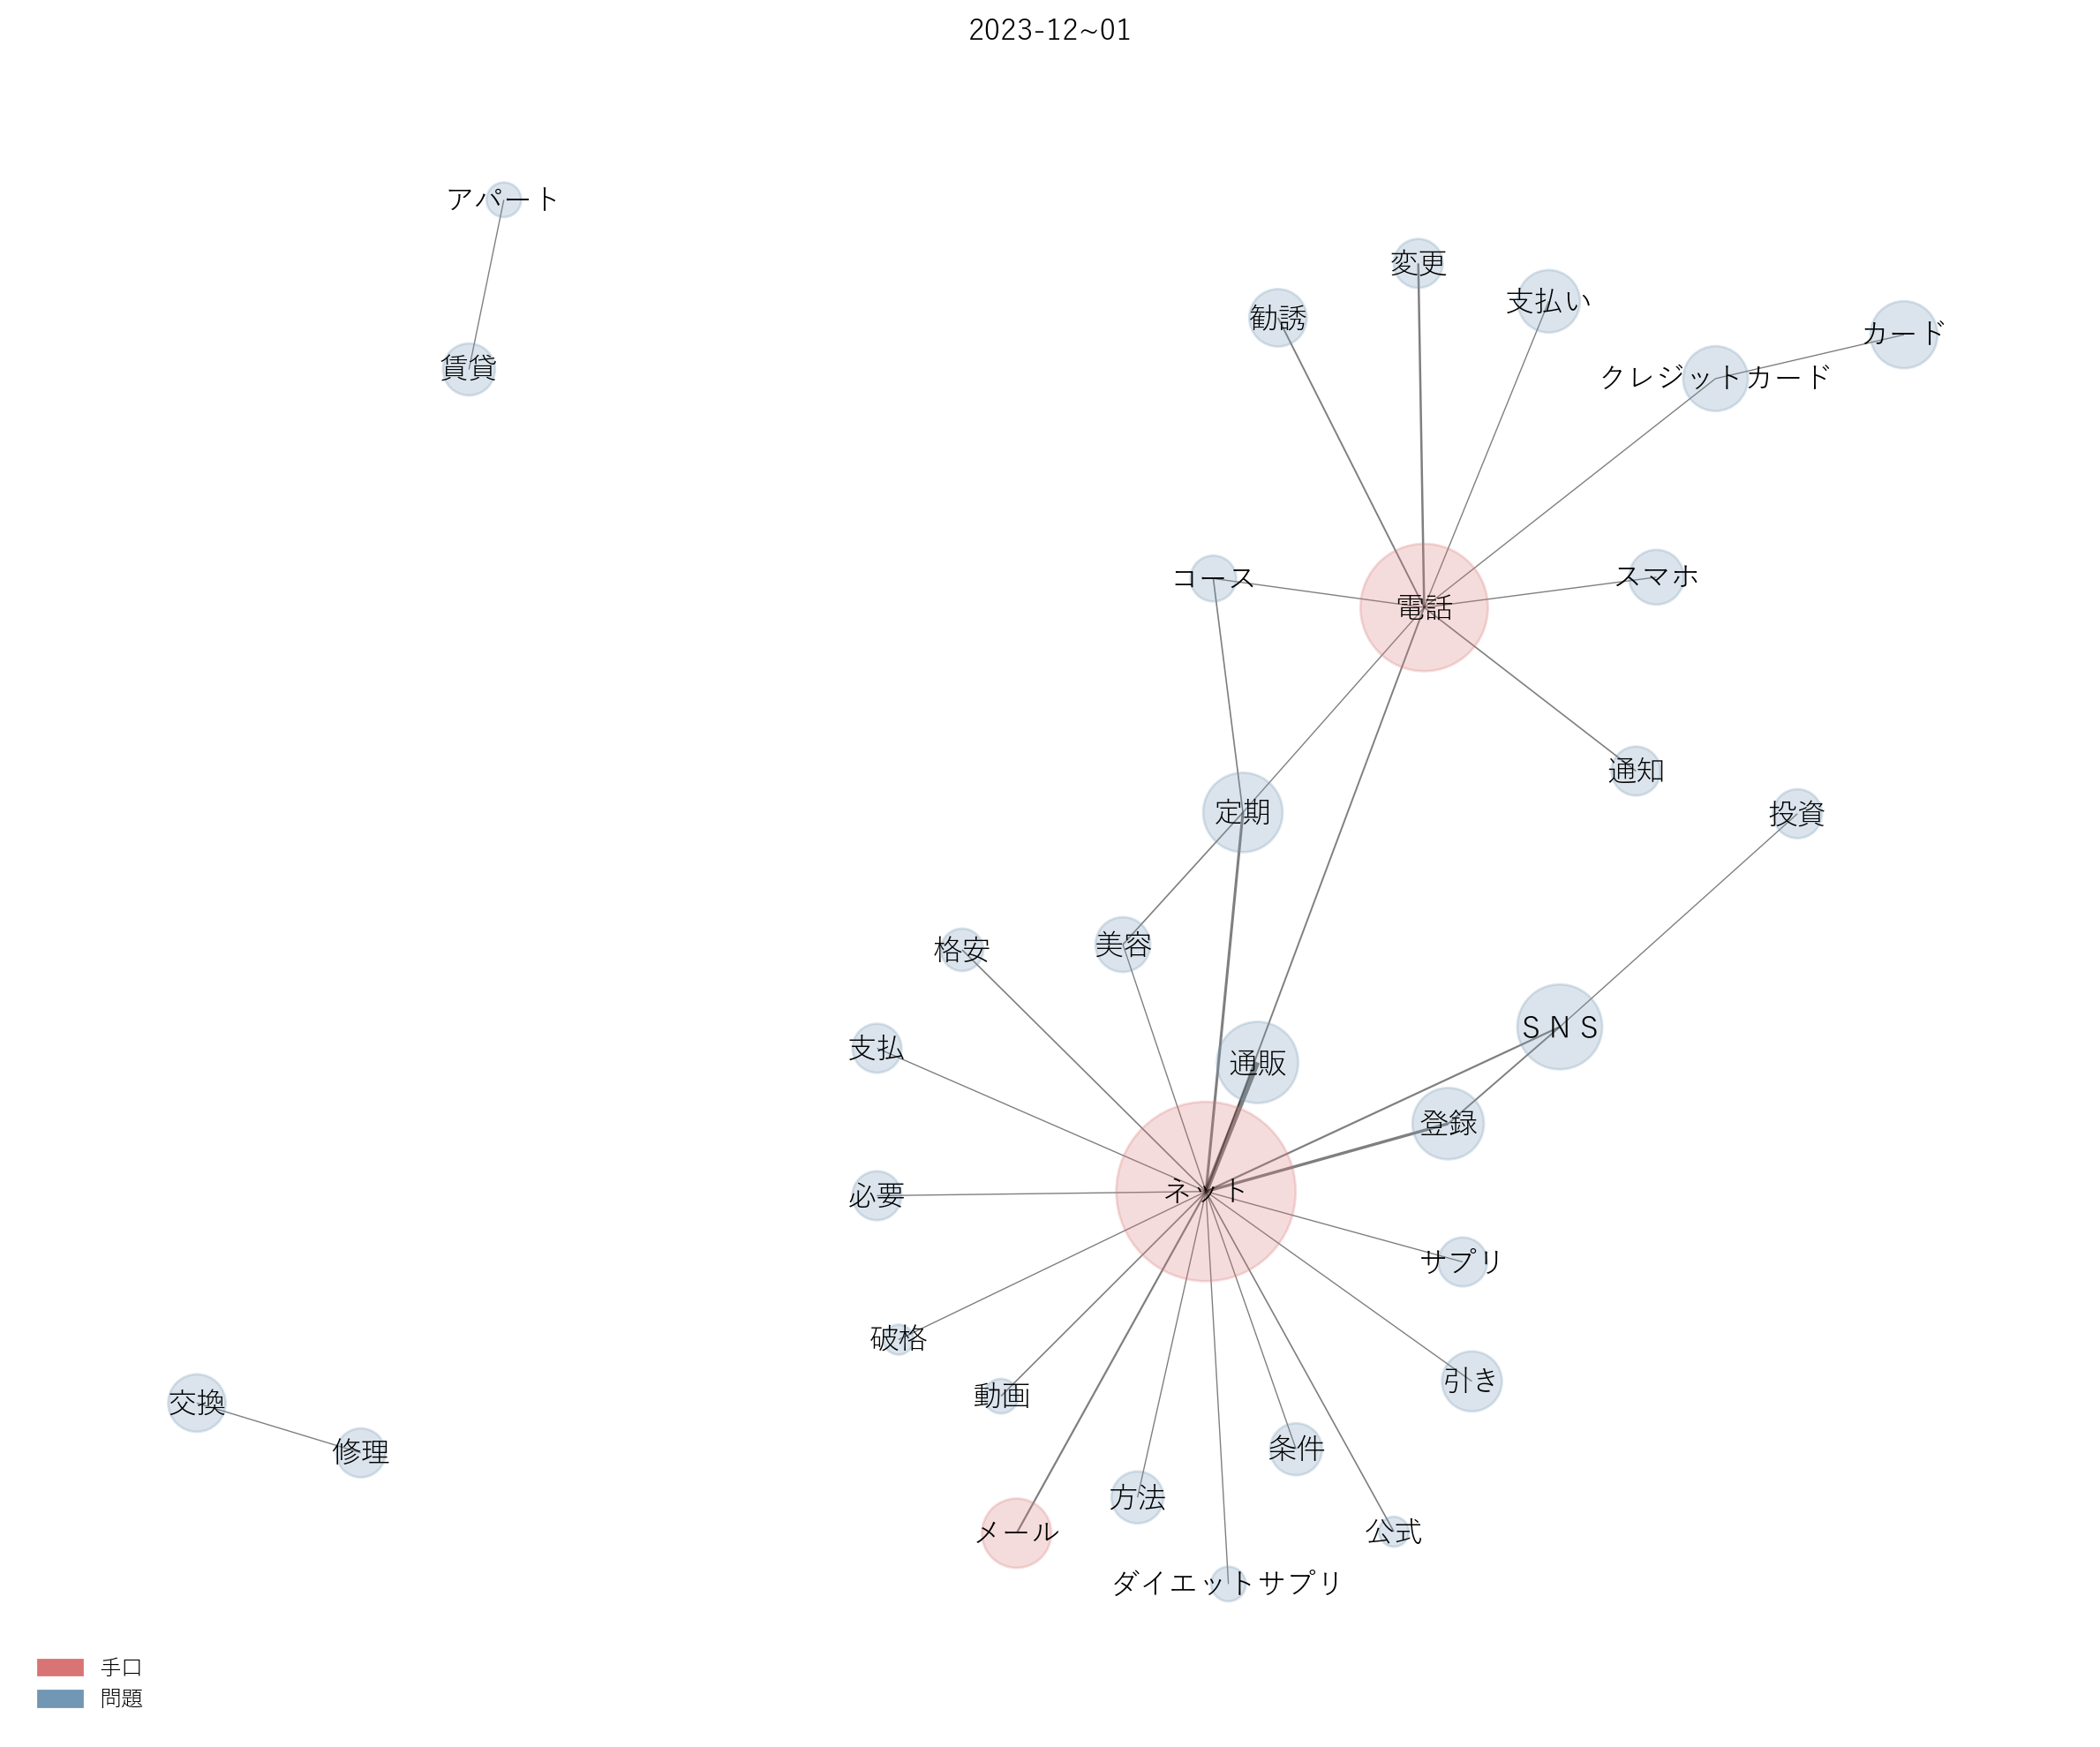 2023-12~01
アパート
変更
支払い
勧誘
カード
クレジットカード
賃貸
コース
スマホ
電話
通知
定期
投資
美容
格安
SNS
支払
通販
登録
ネット
必要
サプリ
破格
引き
動画
交換
条件
修理
方法
メール
公式
ダイエットサプリ
手口
問題